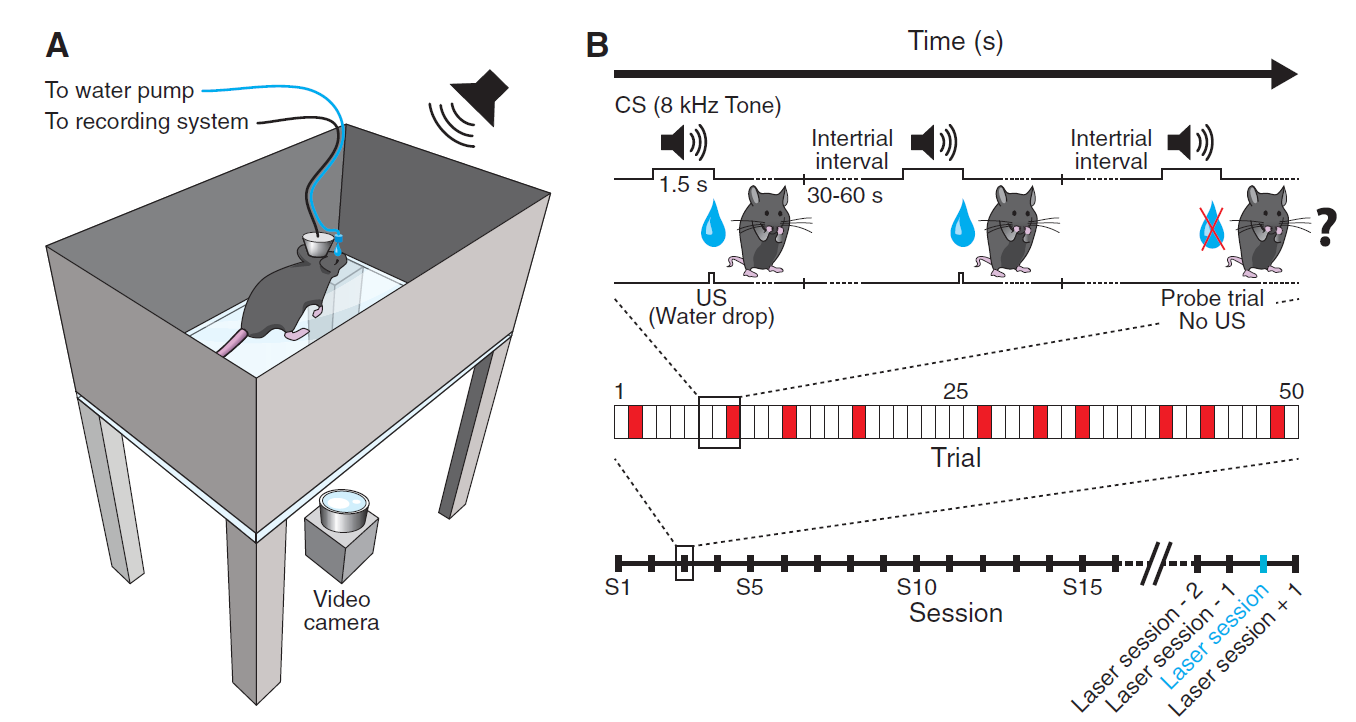 A
To water pump
To recording system
Video
camera
B
Time (s)
CS (8 kHz Tone)
Intertrial
interval
Intertrial
interval
1.5 s
30-60 s
?
US
(Water drop)
Probe trial
No US
1
25
50
Trial
S1
S5
S10
S15
Session
Laser session - 2
Laser session - 1
Laser session
Laser session + 1